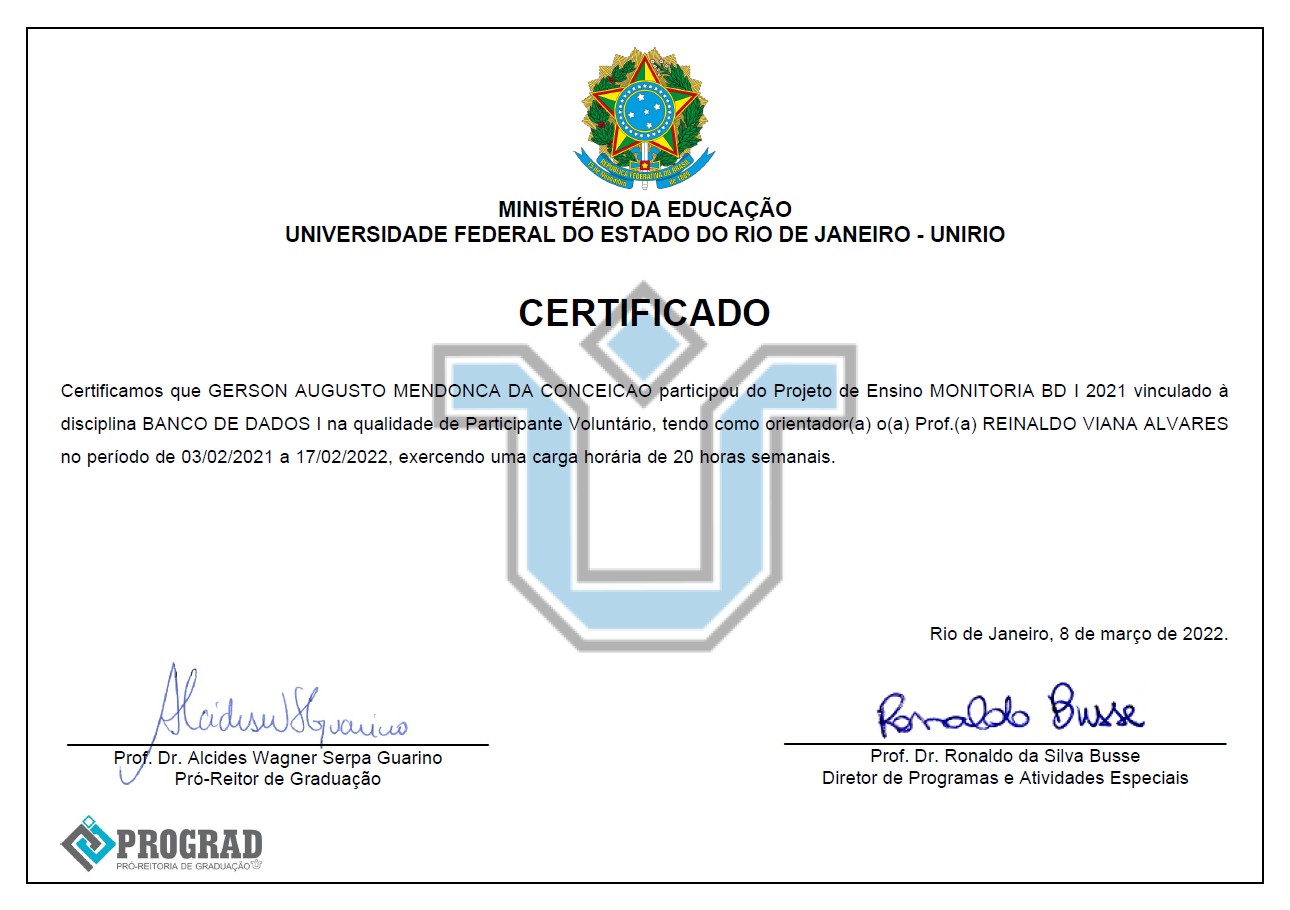 REPÚBLICA FEDERATIVA DO BRASIL
15 de Novembro de 1889
MINISTÉRIO DA EDUCAÇÃO
UNIVERSIDADE FEDERAL DO ESTADO DO RIO DE JANEIRO - UNIRIO
CERTIFICADO
Certificamos que GERSON AUGUSTO MENDONCA DA CONCEICAO participou do Projeto de Ensino MONITORIA BD I 2021 vinculado à
disciplina BANCO DE DADOS I na qualidade de Participante Voluntário, tendo como orientador(a) o(a) Prof.(a) REINALDO VIANA ALVARES
no período de 03/02/2021 a 17/02/2022, exercendo uma carga horária de 20 horas semanais.
Rio de Janeiro, 8 de março de 2022.
Ronaldo Busse
Prof. Dr. Alcides Wagner Serpa Guarino
Pró-Reitor de Graduação
Prof. Dr. Ronaldo da Silva Busse
Diretor de Programas e Atividades Especiais
PROGRAD
PRÓ-REITORIA DE GRADUAÇÃO